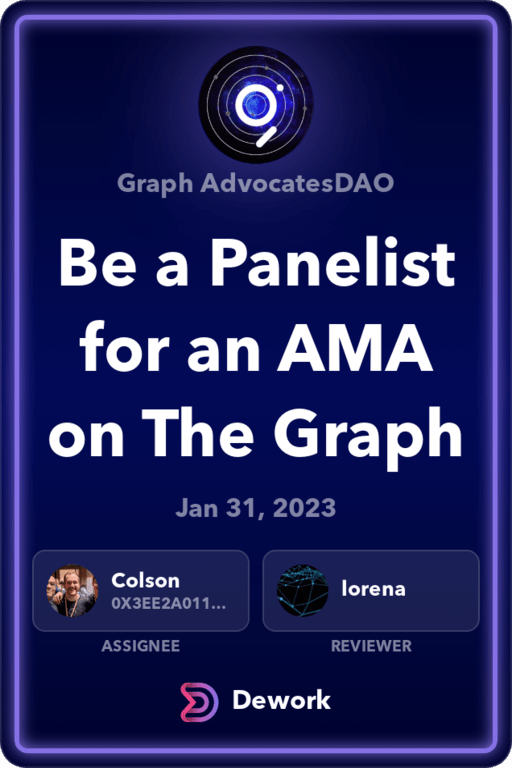 Graph AdvocatesDAO
Be a Panelist
for an AMA
on The Graph
Jan 31, 2023
Colson
0X3EE2A011...
lorena
ASSIGNEE
REVIEWER
Dework